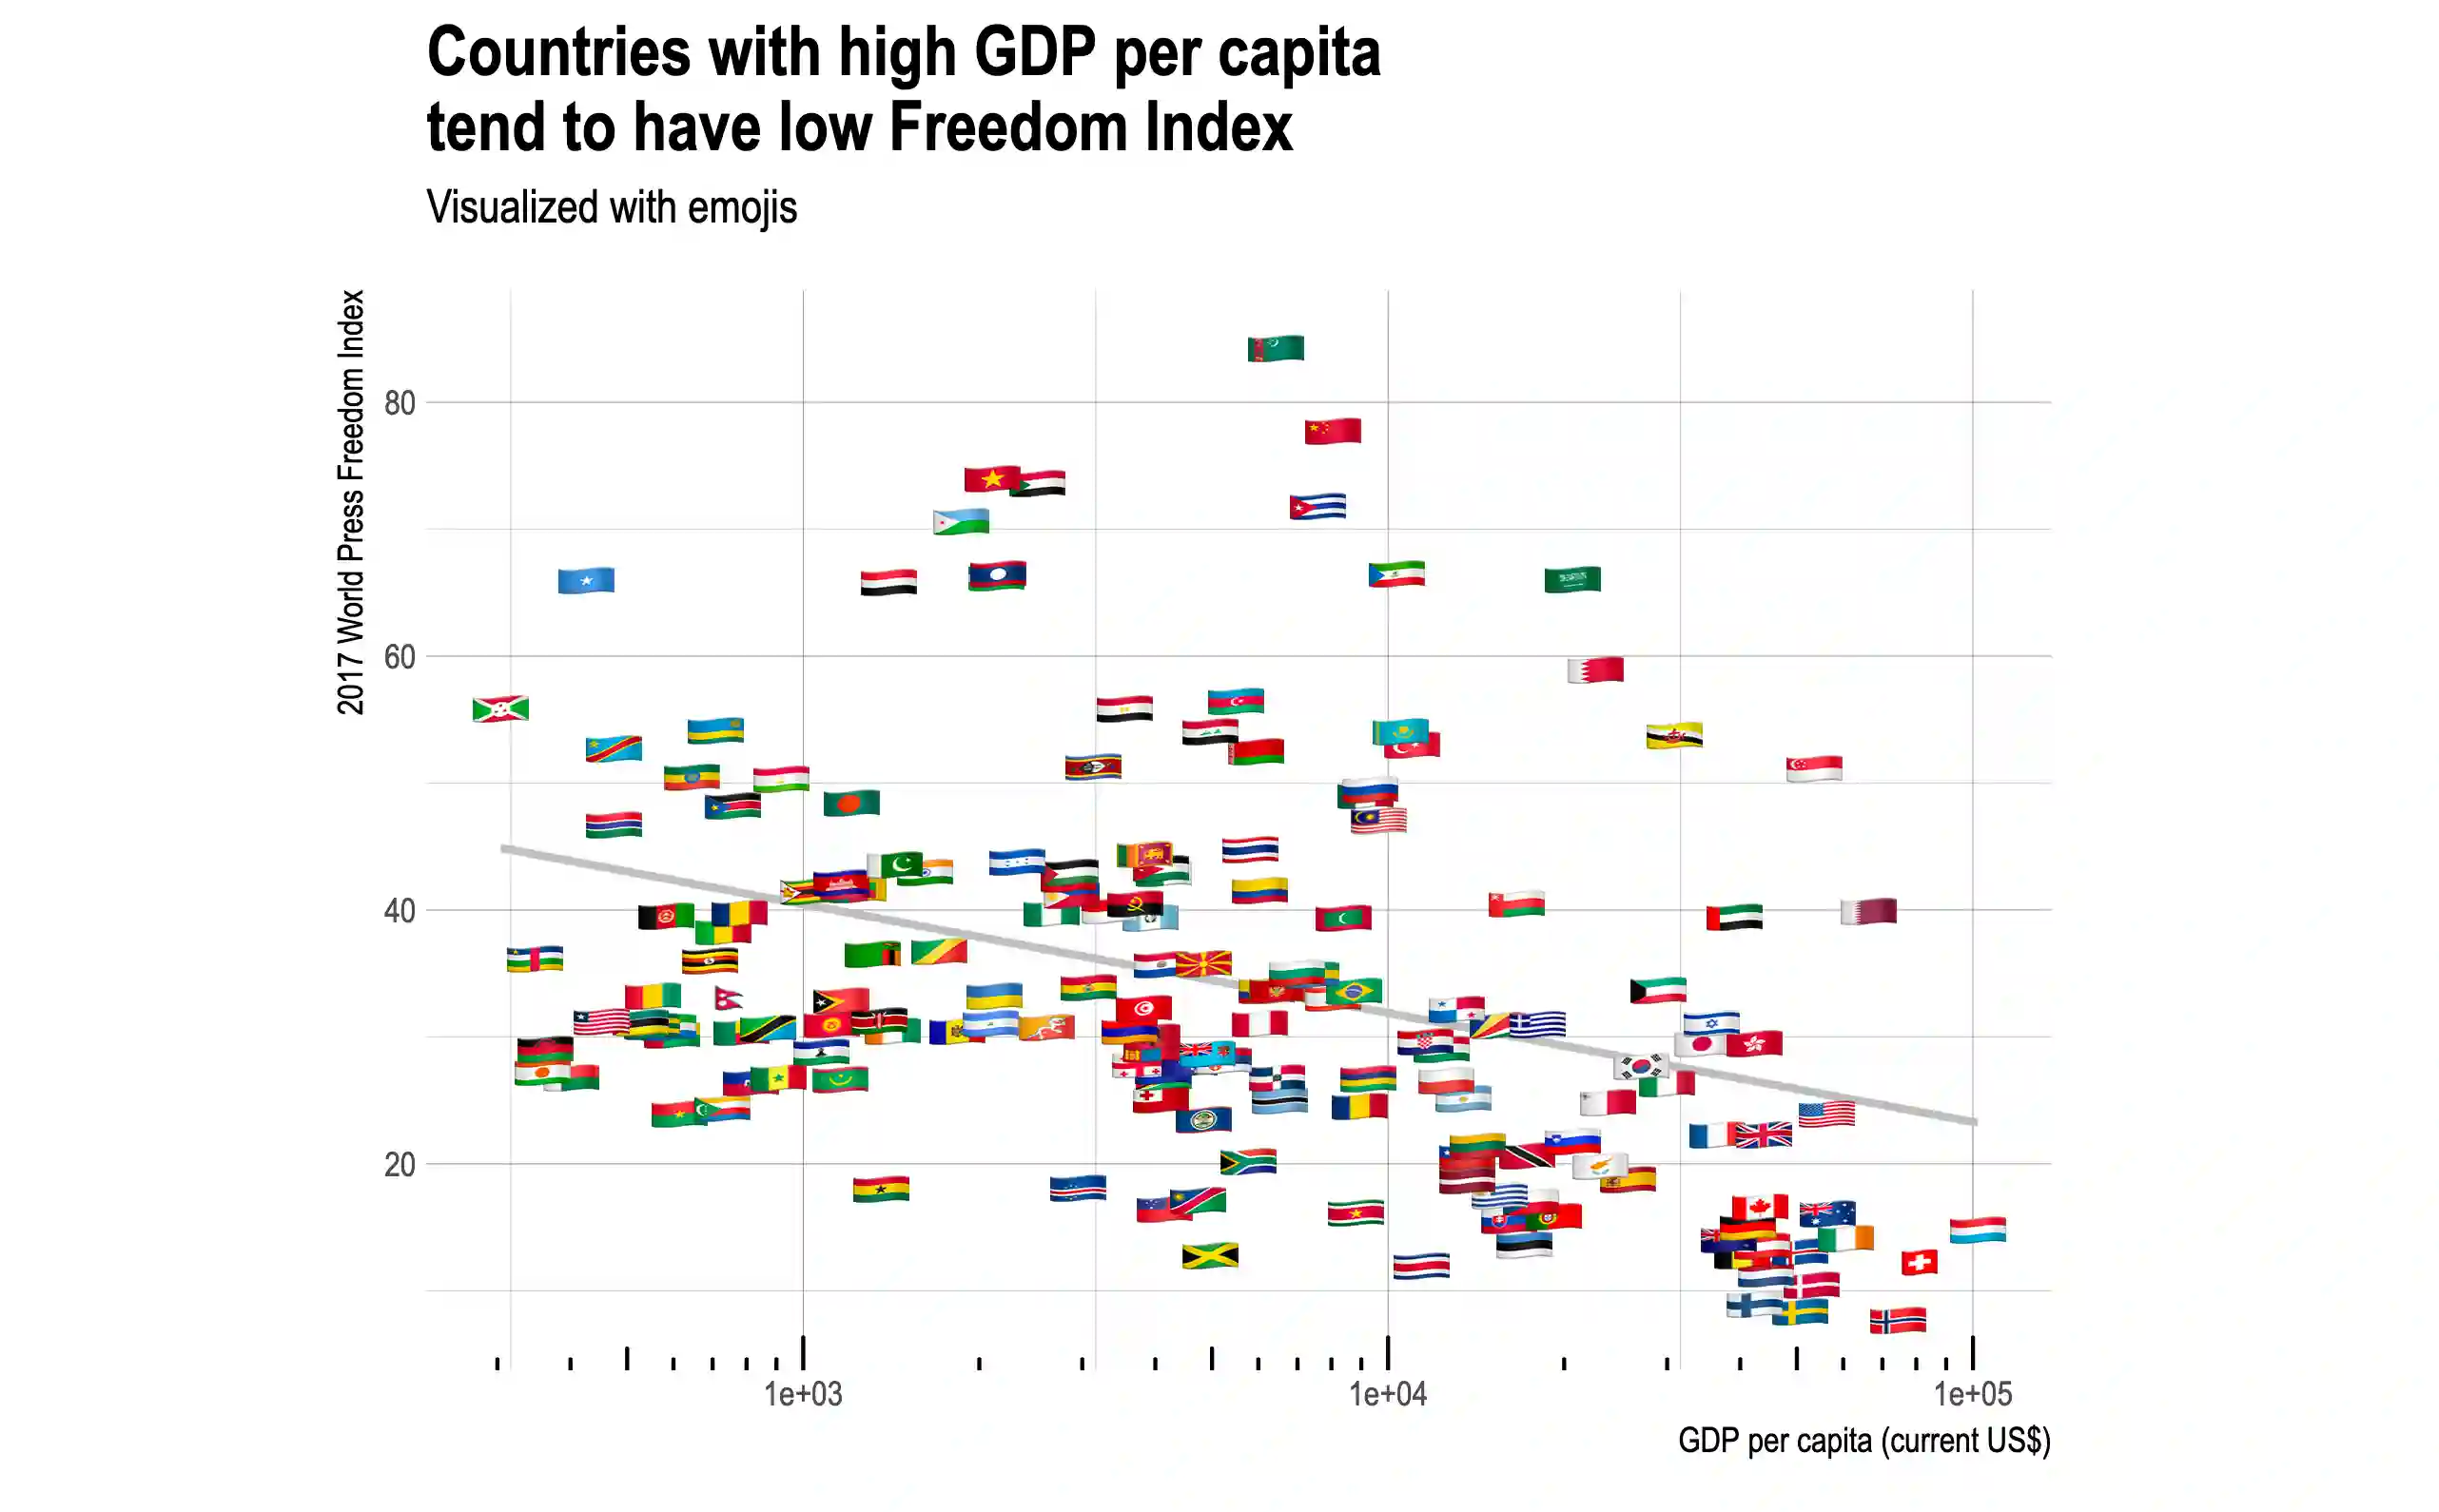 Countries with high GDP per capita
tend to have low Freedom Index
Visualized with emojis
2017 World Press Freedom Index
80
60
40
20
1e+03
1e+04
1e+05
GDP per capita (current US$)